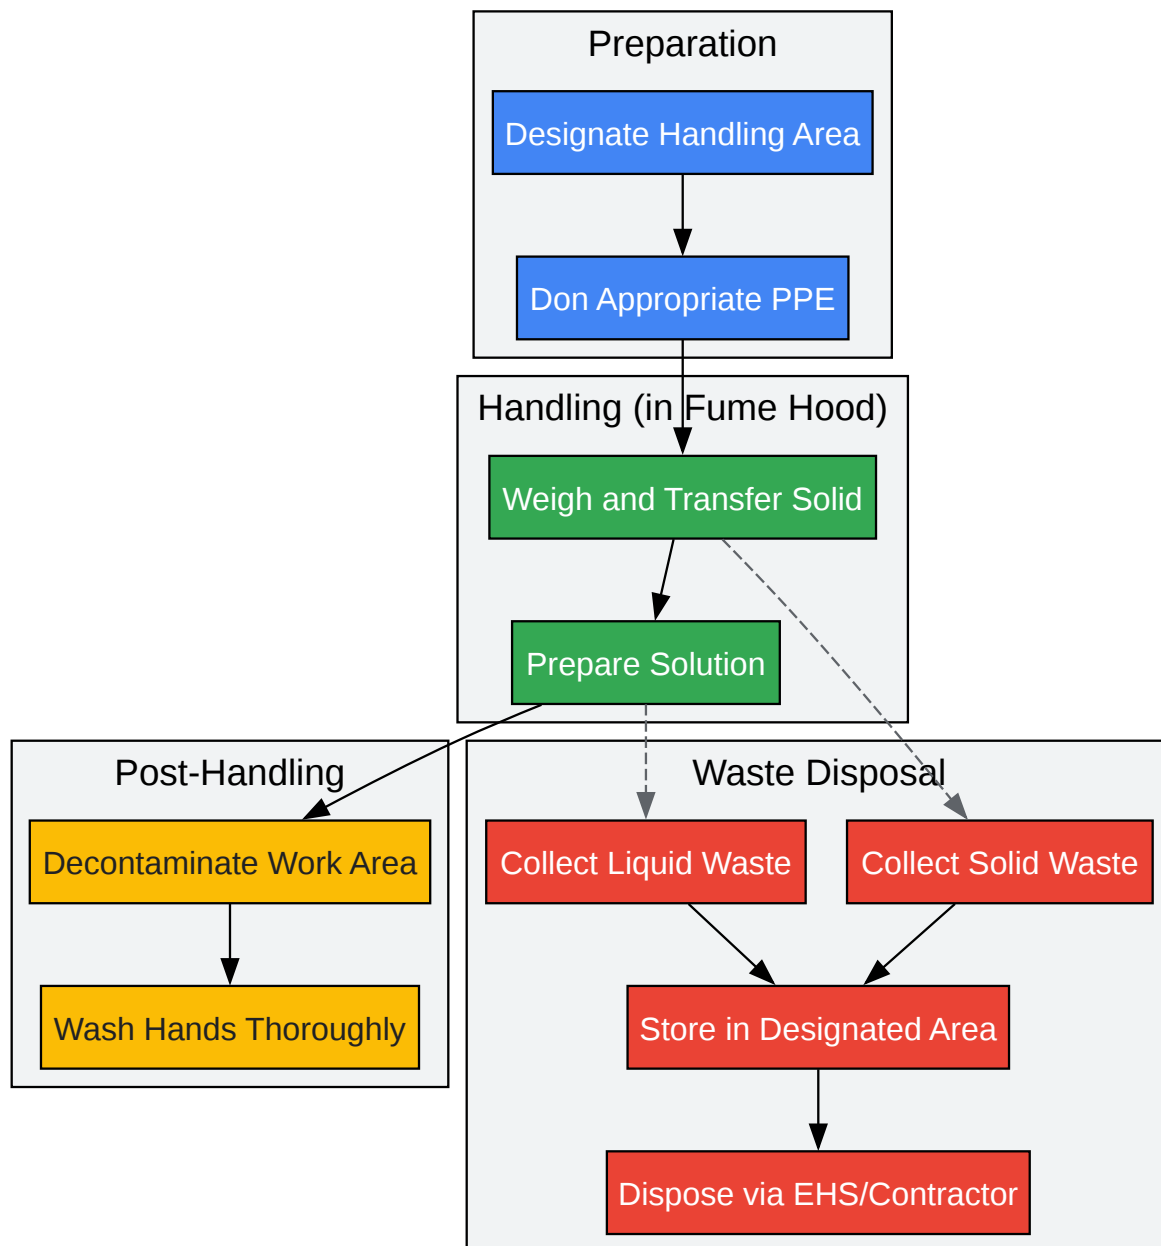 Preparation
Designate Handling Area
Don Appropriate PPE
Handling (in Fume Hood)
Weigh and Transfer Solid
Prepare Solution
Post-Handling
Decontaminate Work Area
Wash Hands Thoroughly
Waste Disposal
Collect Liquid Waste
Collect Solid Waste
Store in Designated Area
Dispose via EHS/Contractor